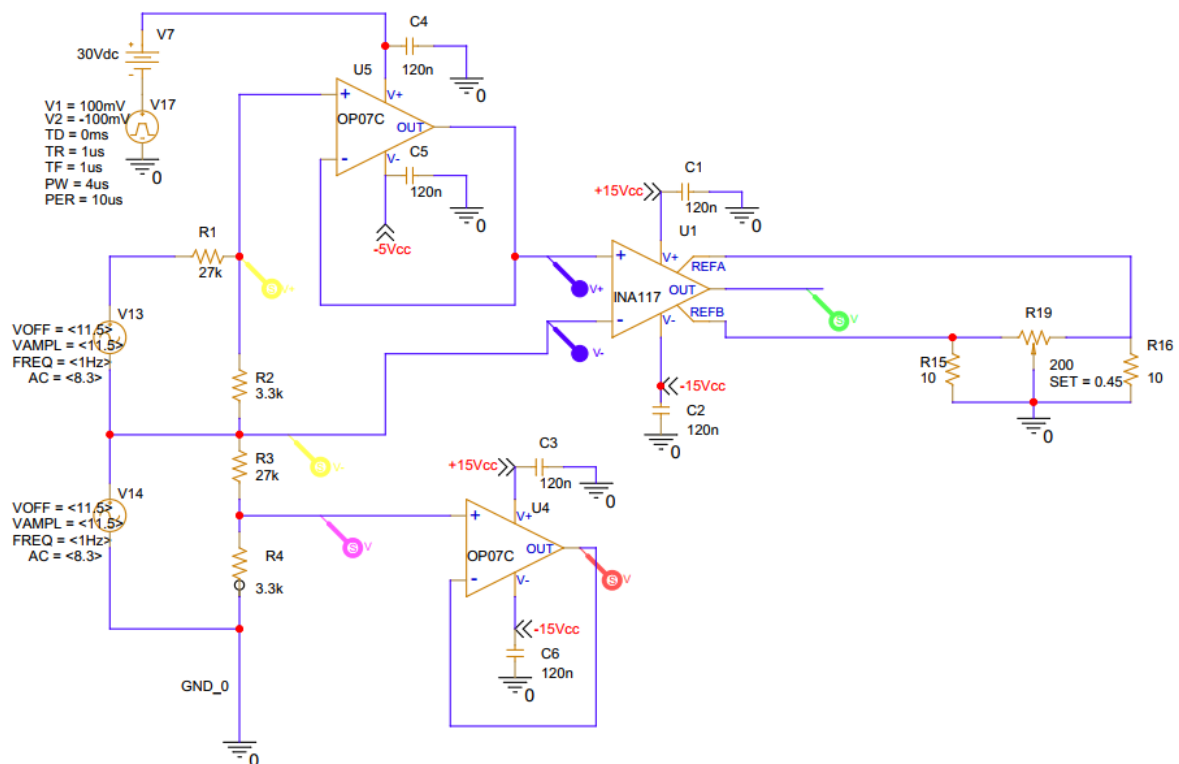 C4
V7
+
30Vdc
-
120n
0
U5
V17
V1 = 100mV
V2 = -100mV
TD = 0ms
TR = 1us
TF = 1us
PW = 4us
PER = 10us
0
+
V+
OP07C
OUT
-
V-
C5
120n
0
-5Vcc
C1
+15Vcc
120n
0
U1
R1
27k
V+
V+
+
V+
REFA
OUT
INA117
REFB
-
V-
V
V-
V13
VOFF = <11.5>
VAMPL = <11.5>
FREQ = <1Hz>
AC = <8.3>
R19
200
SET = 0.45
R15
10
R16
10
0
R2
3.3k
-15Vcc
C2
120n
0
V-
R3
27k
C3
+15Vcc
120n
0
V14
VOFF = <11.5>
VAMPL = <11.5>
FREQ = <1Hz>
AC = <8.3>
V
U4
+
V+
OP07C
OUT
-
V-
V
R4
3.3k
-15Vcc
C6
120n
0
GND_0
0